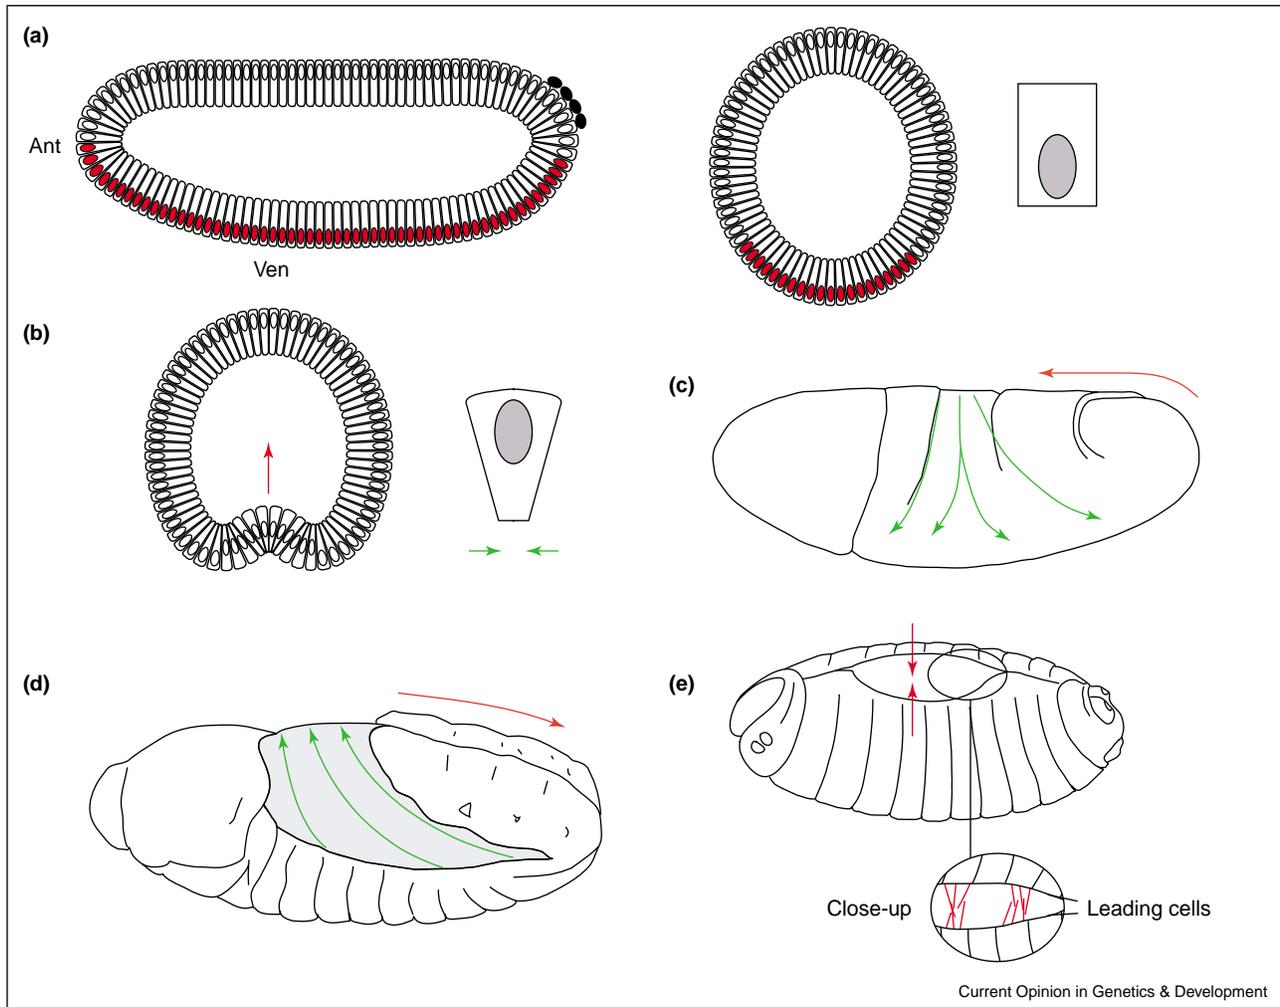 (a)
Ant
Ven
(b)
(c)
(d)
(e)
Close-up
Leading cells
Current Opinion in Genetics & Development